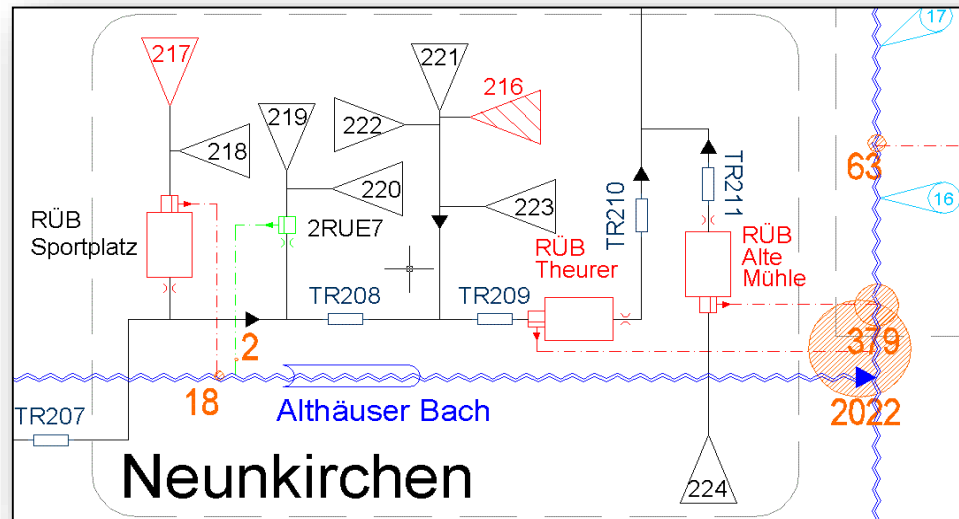 17
217
221
216
219
222
218
63
220
TR211
16
223
TR210
RÜB
Sportplatz
2RUE7
RÜB
Theurer
RÜB
Alte
Mühle
TR208
TR209
2
379
18
Althäuser Bach
2022
TR207
Neunkirchen
224